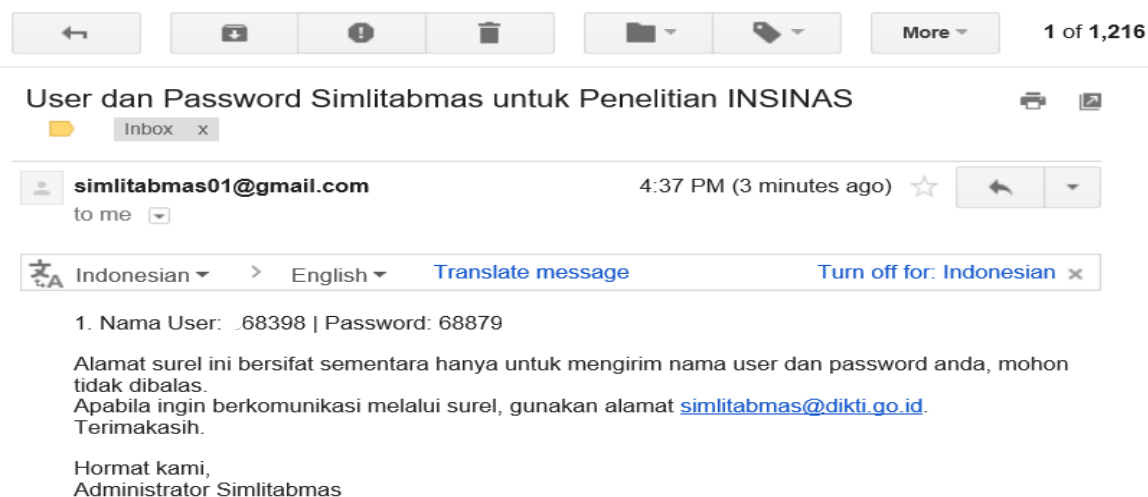 More
1 of 1,216
User dan Password Simlitabmas untuk Penelitian INSINAS
Inbox x
simlitabmas01@gmail.com 4:37 PM (3 minutes ago)
to me
Indonesian > English Translate message Turn off for: Indonesian x
1. Nama User: 68398 | Password: 68879
Alamat surel ini bersifat sementara hanya untuk mengirim nama user dan password anda, mohon
tidak dibalas.
Apabila ingin berkomunikasi melalui surel, gunakan alamat simlitabmas@dikti.go.id.
Terimakasih.
Hormat kami,
Administrator Simlitabmas